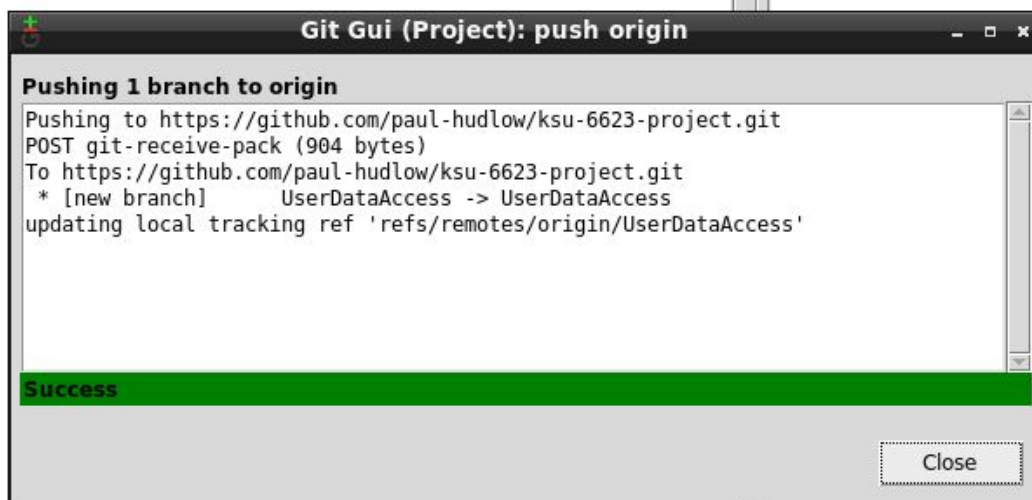 Git Gui (Project): push origin
Pushing 1 branch to origin
Pushing to https://github.com/paul-hudlow/ksu-6623-project.git
POST git-receive-pack (904 bytes)
To https://github.com/paul-hudlow/ksu-6623-project.git
 * [new branch]      UserDataAccess -> UserDataAccess
updating local tracking ref 'refs/remotes/origin/UserDataAccess'
Success
Close